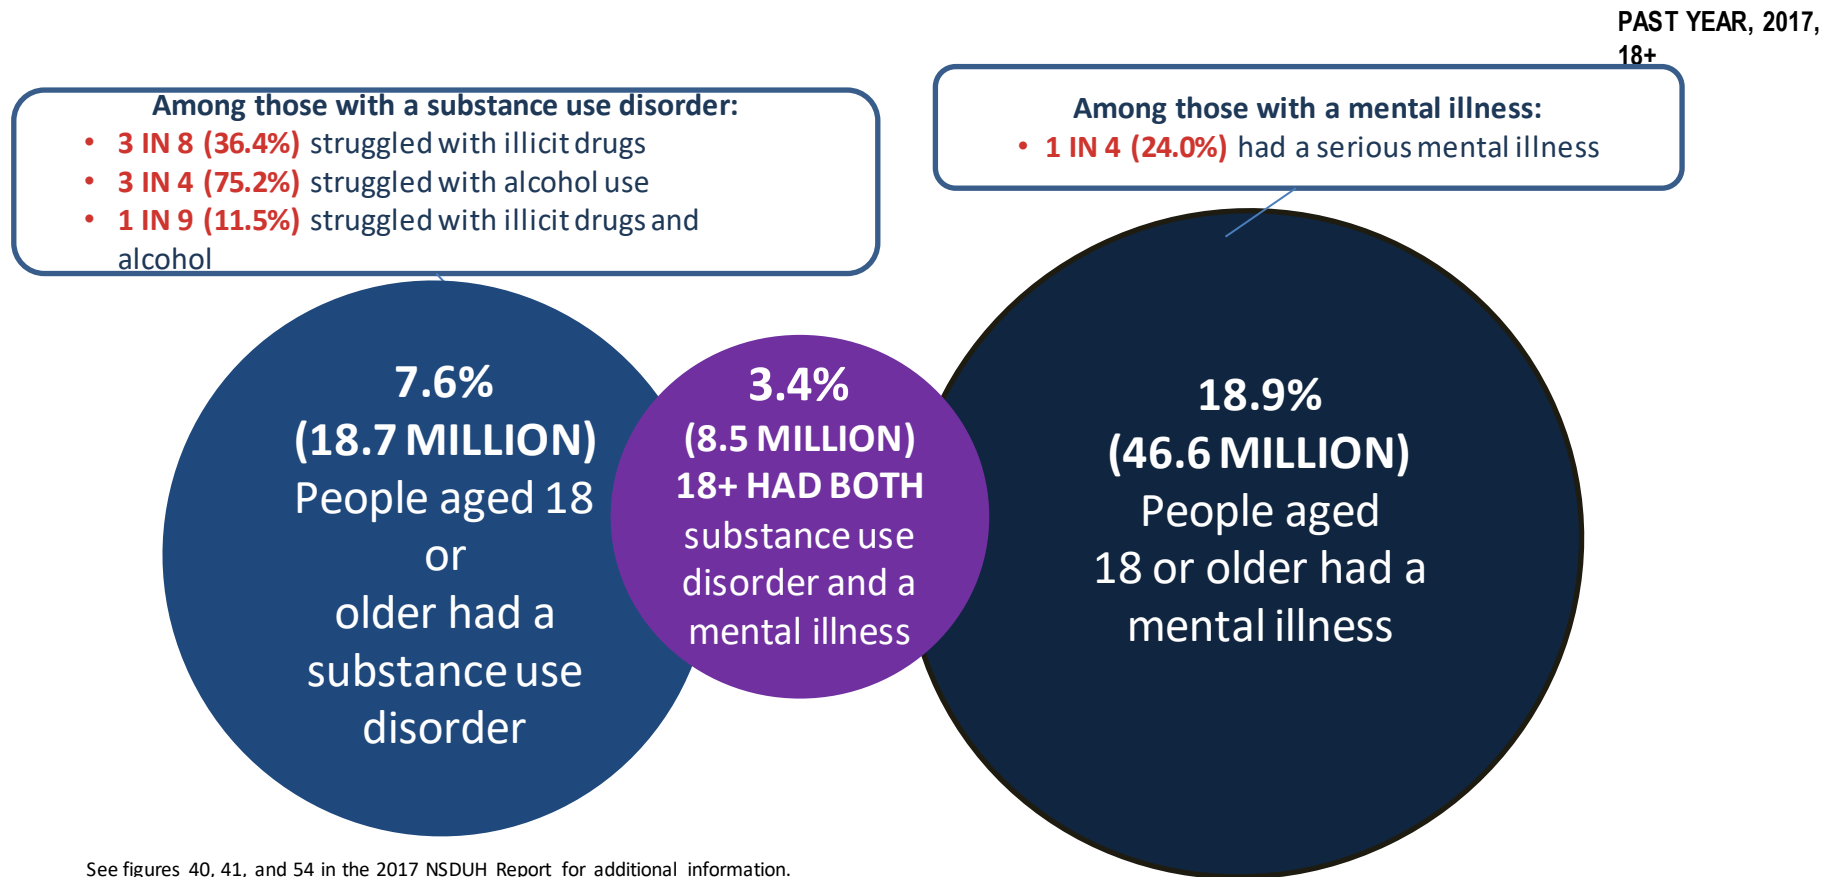 PAST YEAR, 2017,
18+
Among those with a substance use disorder:
• 3 IN 8 (36.4%) struggled with illicit drugs
• 3 IN 4 (75.2%) struggled with alcohol use
• 1 IN 9 (11.5%) struggled with illicit drugs and
alcohol
Among those with a mental illness:
• 1 IN 4 (24.0%) had a serious mental illness
7.6%
(18.7 MILLION)
People aged 18
or
older had a
substance use
disorder
3.4%
(8.5 MILLION)
18+ HAD BOTH
substance use
disorder and a
mental illness
18.9%
(46.6 MILLION)
People aged
18 or older had a
mental illness
See figures 40, 41, and 54 in the 2017 NSDUH Report for additional information.